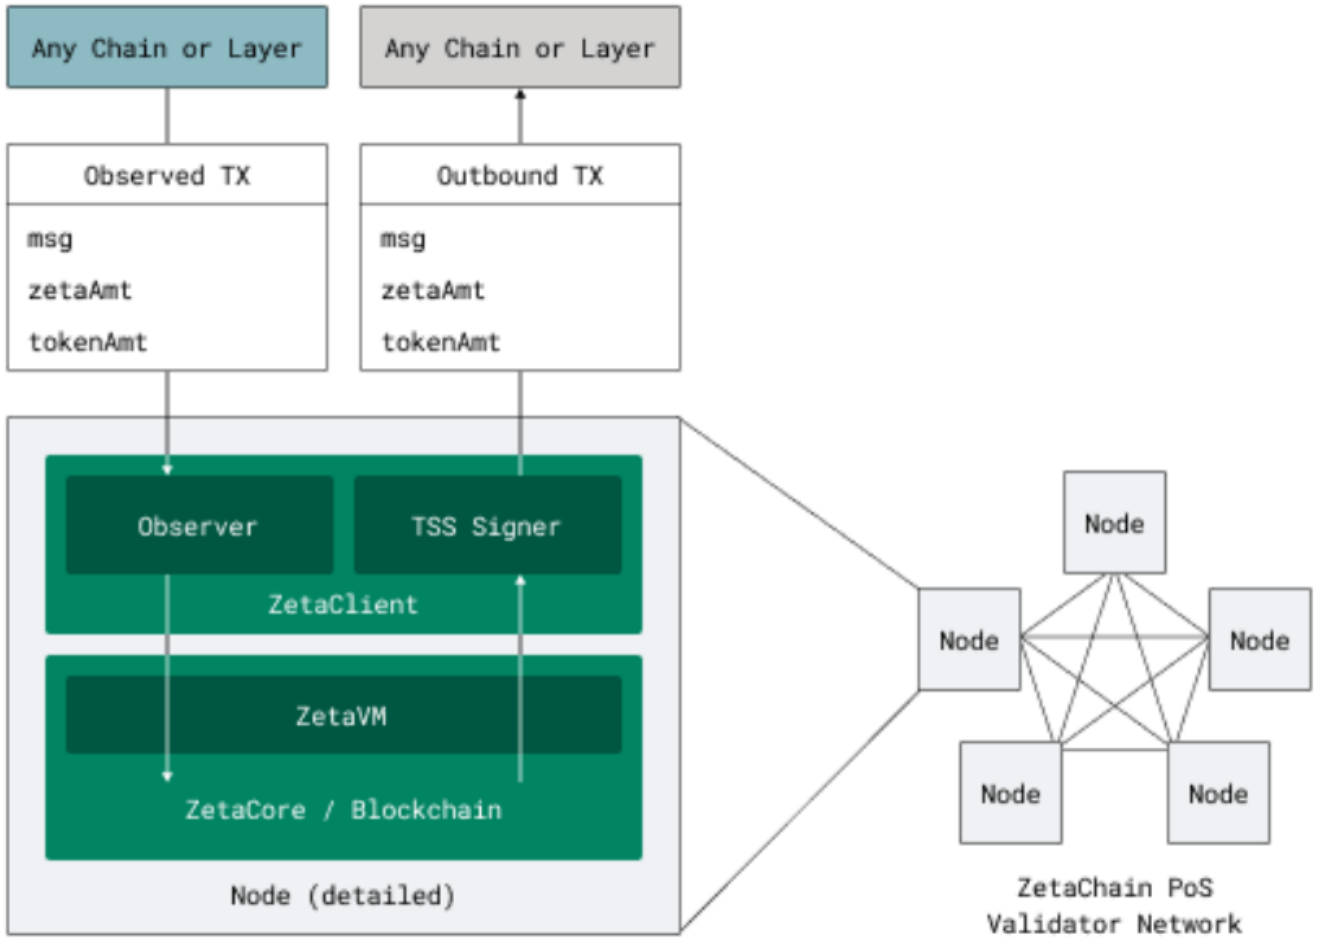 Any Chain or Layer
Any Chain or Layer
Observed TX
msg
zetaAmt
tokenAmt
Outbound TX
msg
zetaAmt
tokenAmt
Observer
TSS Signer
ZetaClient
ZetaVM
ZetaCore / Blockchain
Node (detailed)
Node
Node
Node
Node
Node
ZetaChain PoS
Validator Network